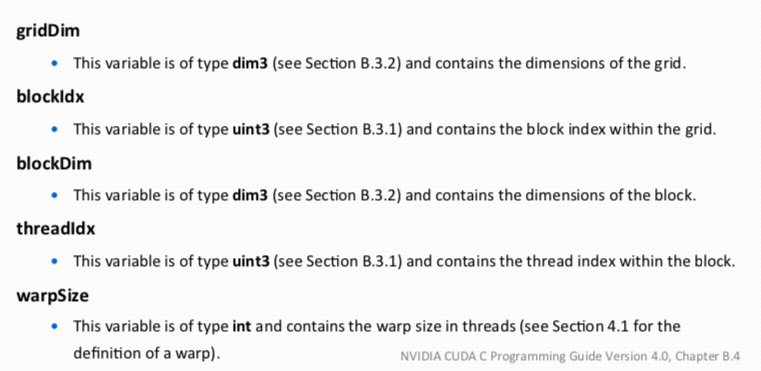 gridDim
• This variable is of type dim3 (see Section B.3.2) and contains the dimensions of the grid.
blockIdx
• This variable is of type uint3 (see Section B.3.1) and contains the block index within the grid.
blockDim
• This variable is of type dim3 (see Section B.3.2) and contains the dimensions of the block.
threadIdx
• This variable is of type uint3 (see Section B.3.1) and contains the thread index within the block.
warpSize
• This variable is of type int and contains the warp size in threads (see Section 4.1 for the
definition of a warp).
NVIDIA CUDA C Programming Guide Version 4.0, Chapter B.4